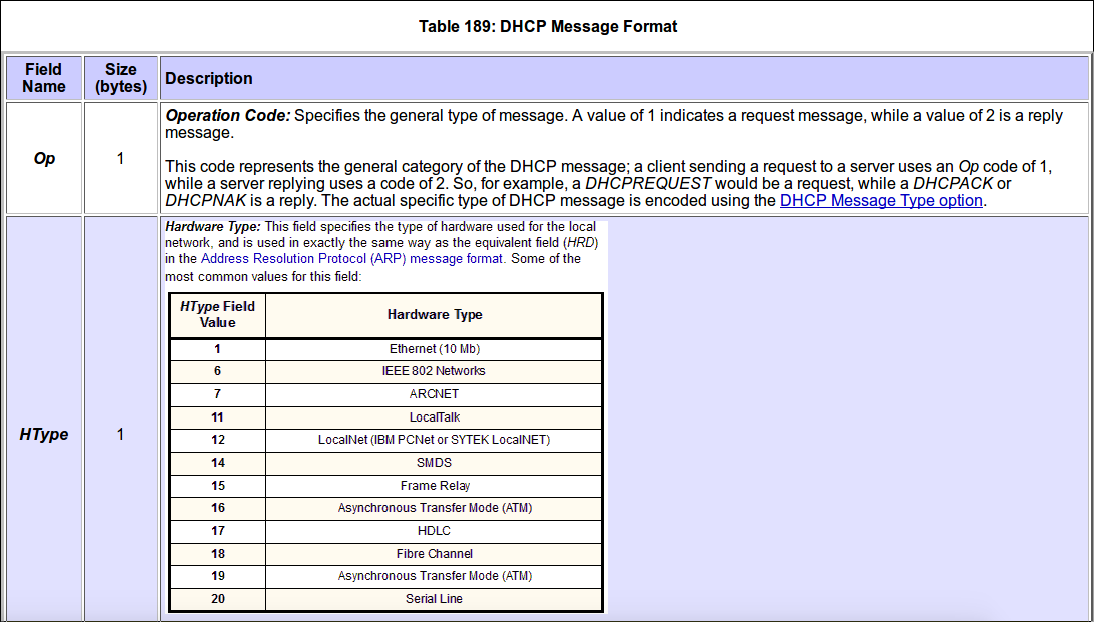 Table 189: DHCP Message Format
Field Name
Size (bytes)
Description
Op
1
Operation Code: Specifies the general type of message. A value of 1 indicates a request message, while a value of 2 is a reply
message.
This code represents the general category of the DHCP message; a client sending a request to a server uses an Op code of 1,
while a server replying uses a code of 2. So, for example, a DHCPREQUEST would be a request, while a DHCPACK or
DHCPNAK is a reply. The actual specific type of DHCP message is encoded using the DHCP Message Type option.
HType
1
Hardware Type: This field specifies the type of hardware used for the local
network, and is used in exactly the same way as the equivalent field (HRD)
in the Address Resolution Protocol (ARP) message format. Some of the
most common values for this field:
HType Field Value
Hardware Type
1 Ethernet (10 Mb)
6 IEEE 802 Networks
7 ARCNET
11 LocalTalk
12 LocalNet (IBM PCNet or SYTEK LocalNET)
14 SMDS
15 Frame Relay
16 Asynchronous Transfer Mode (ATM)
17 HDLC
18 Fibre Channel
19 Asynchronous Transfer Mode (ATM)
20 Serial Line